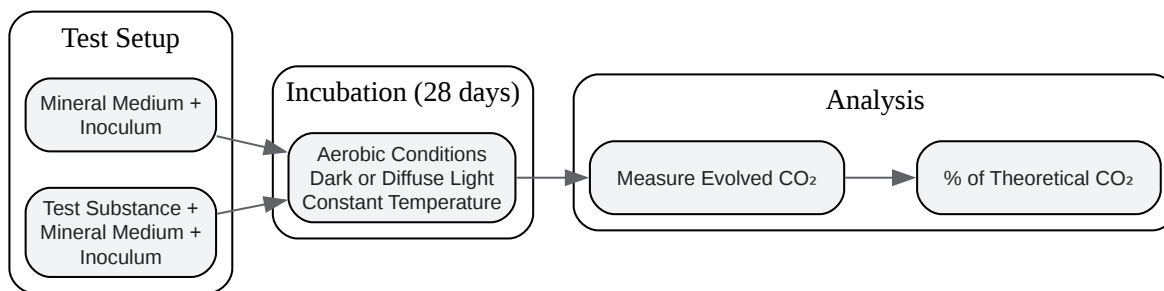 Test Setup
Mineral Medium +
Inoculum
Test Substance +
Mineral Medium +
Inoculum
Incubation (28 days)
Aerobic Conditions
Dark or Diffuse Light
Constant Temperature
Analysis
Measure Evolved CO₂
% of Theoretical CO₂